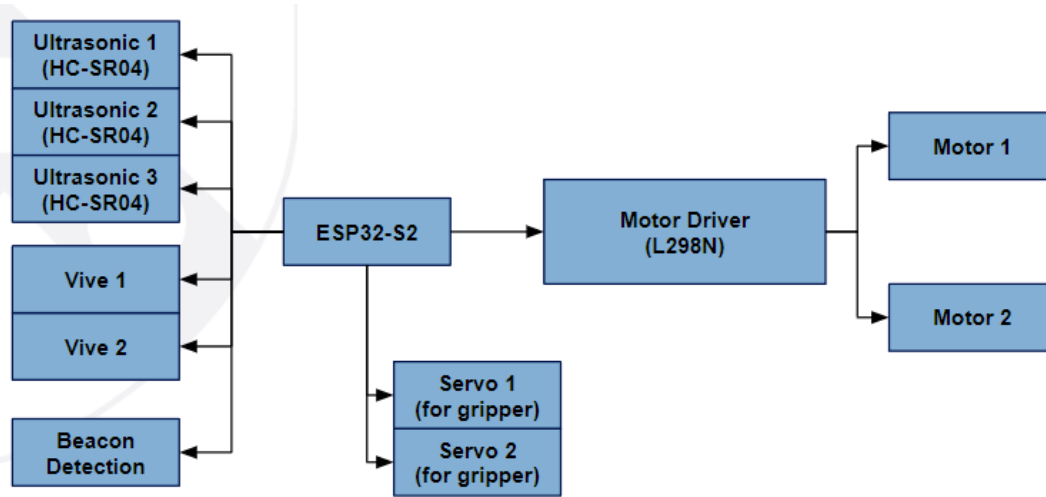 Ultrasonic 1
(HC-SR04)
Ultrasonic 2
(HC-SR04)
Ultrasonic 3
(HC-SR04)
Vive 1
Vive 2
Beacon
Detection
ESP32-S2
Servo 1
(for gripper)
Servo 2
(for gripper)
Motor Driver
(L298N)
Motor 1
Motor 2